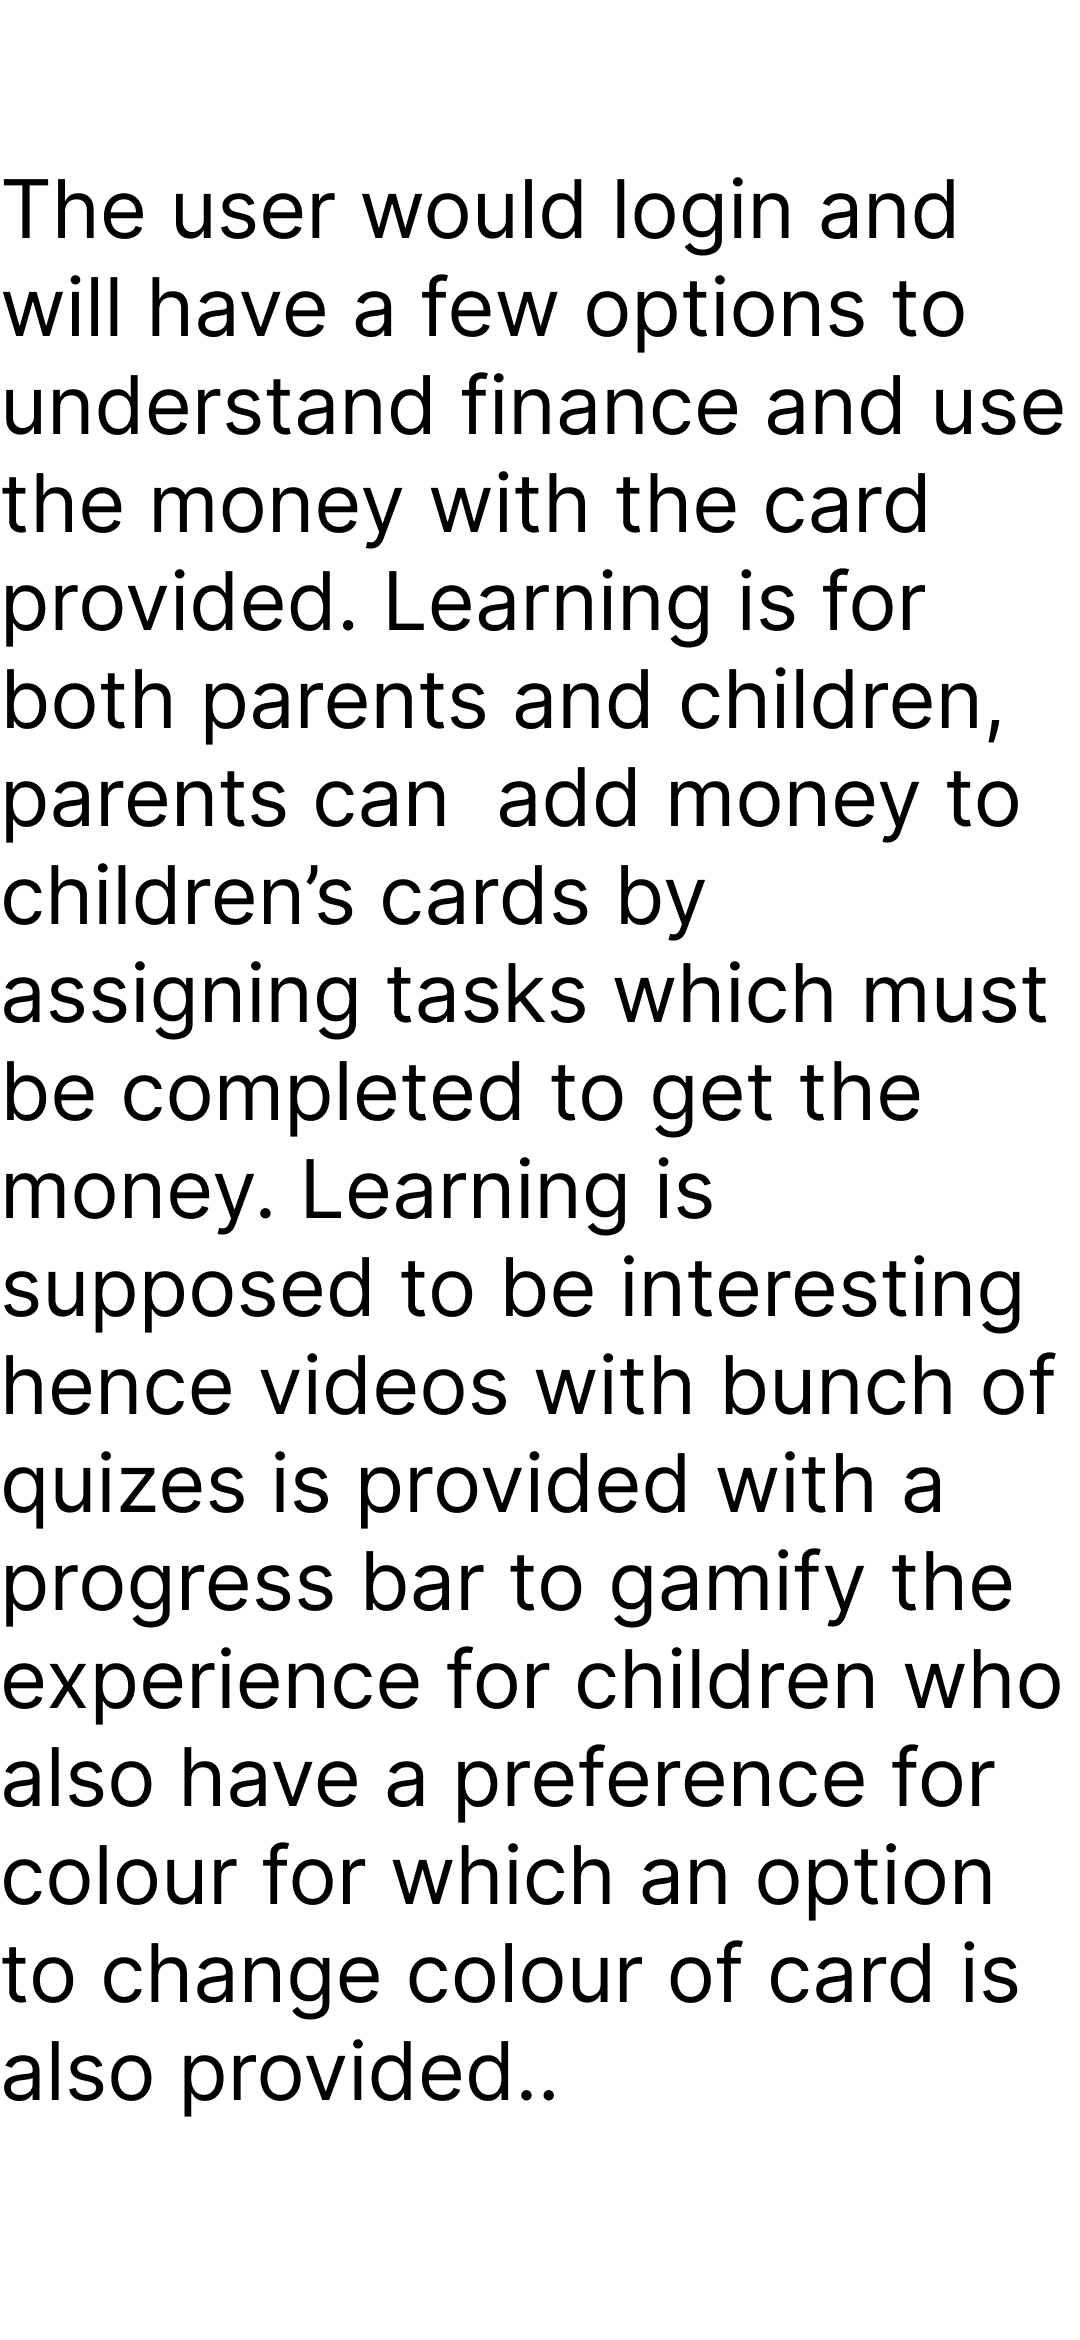 The user would login and
will have a few options to
understand finance and use
the money with the card
provided. Learning is for
both parents and children,
parents can  add money to
children’s cards by
assigning tasks which must
be completed to get the
money. Learning is
supposed to be interesting
hence videos with bunch of
quizes is provided with a
progress bar to gamify the
experience for children who
also have a preference for
colour for which an option
to change colour of card is
also provided..